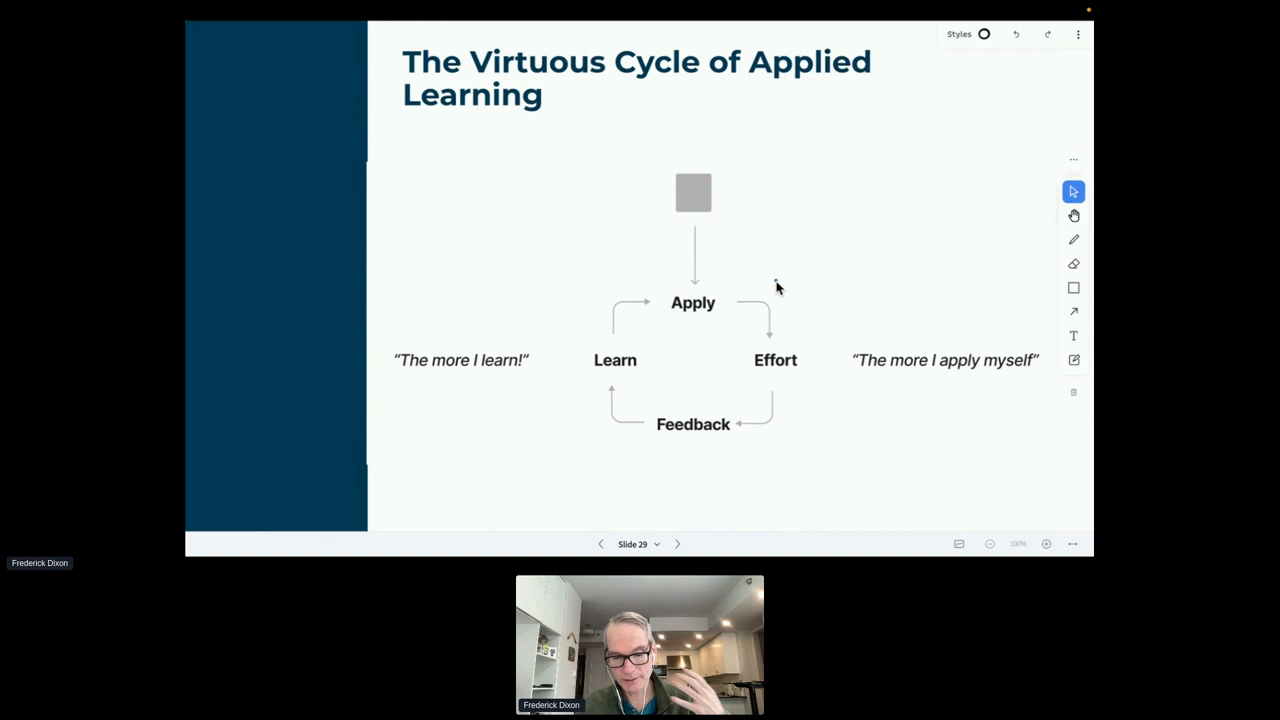 Styles
The Virtuous Cycle of Applied
Learning
Apply
“The more I learn!”
Learn
Effort
“The more I apply myself”
Feedback
Slide 29
100%
Frederick Dixon
Frederick Dixon